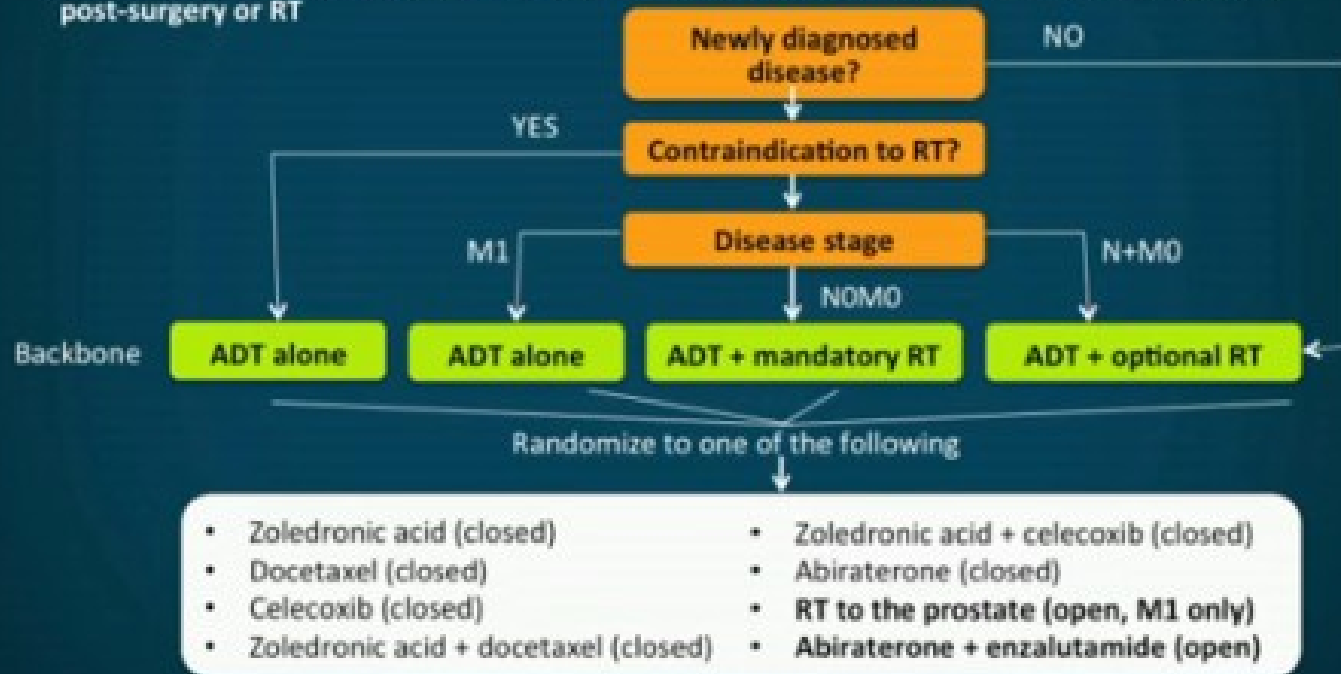 post-surgery or RT
Newly diagnosed
disease?
NO
YES
Contraindication to RT?
Disease stage
M1
N+M0
N0M0
Backbone
ADT alone
ADT alone
ADT + mandatory RT
ADT + optional RT
Randomize to one of the following
• Zoledronic acid (closed)
• Docetaxel (closed)
• Celecoxib (closed)
• Zoledronic acid + docetaxel (closed)
• Zoledronic acid + celecoxib (closed)
• Abiraterone (closed)
• RT to the prostate (open, M1 only)
• Abiraterone + enzalutamide (open)